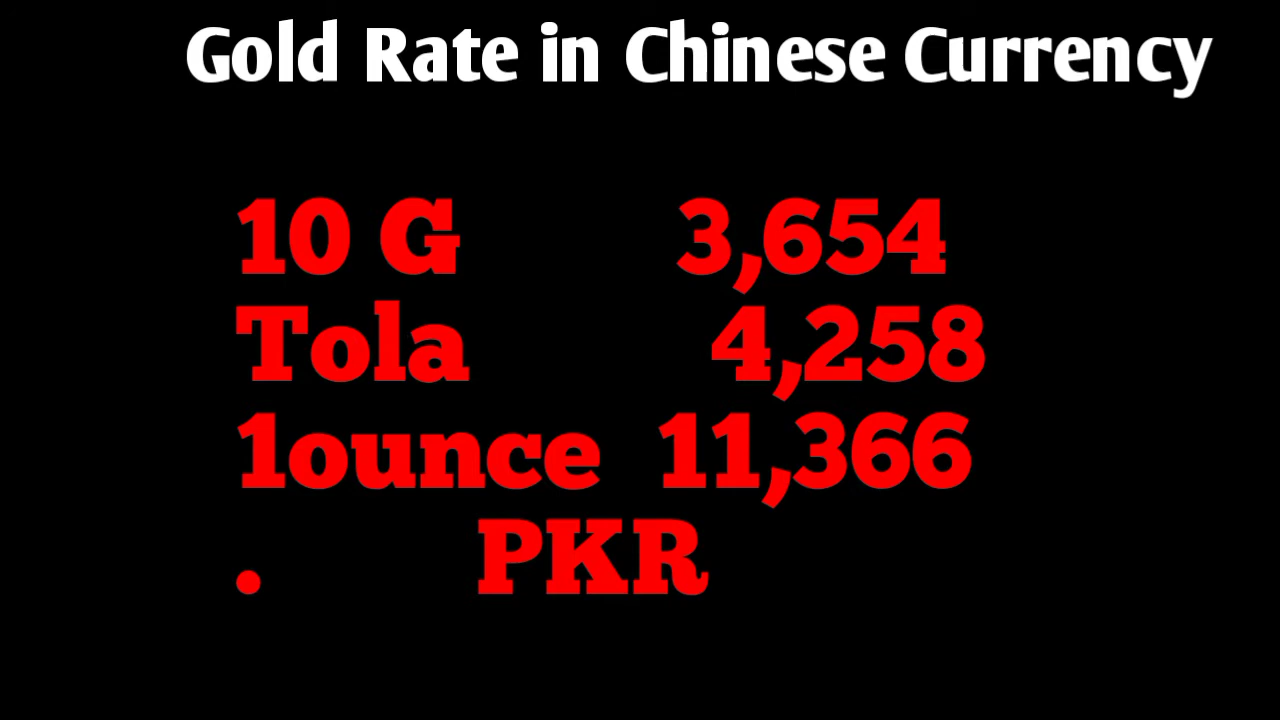 Gold Rate in Chinese Currency
10 G 3,654
Tola 4,258
1ounce 11,366
. PKR